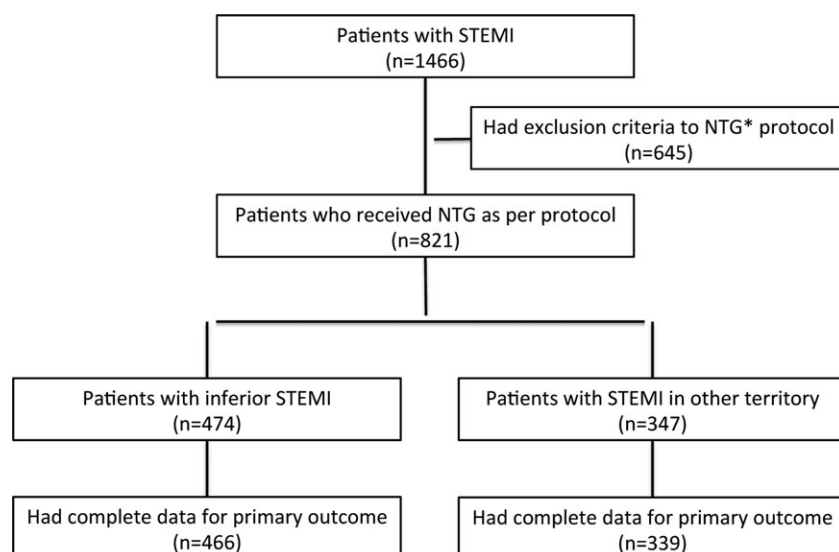 Patients with STEMI
(n=1466)
Had exclusion criteria to NTG* protocol
(n=645)
Patients who received NTG as per protocol
(n=821)
Patients with inferior STEMI
(n=474)
Patients with STEMI in other territory
(n=347)
Had complete data for primary outcome
(n=466)
Had complete data for primary outcome
(n=339)